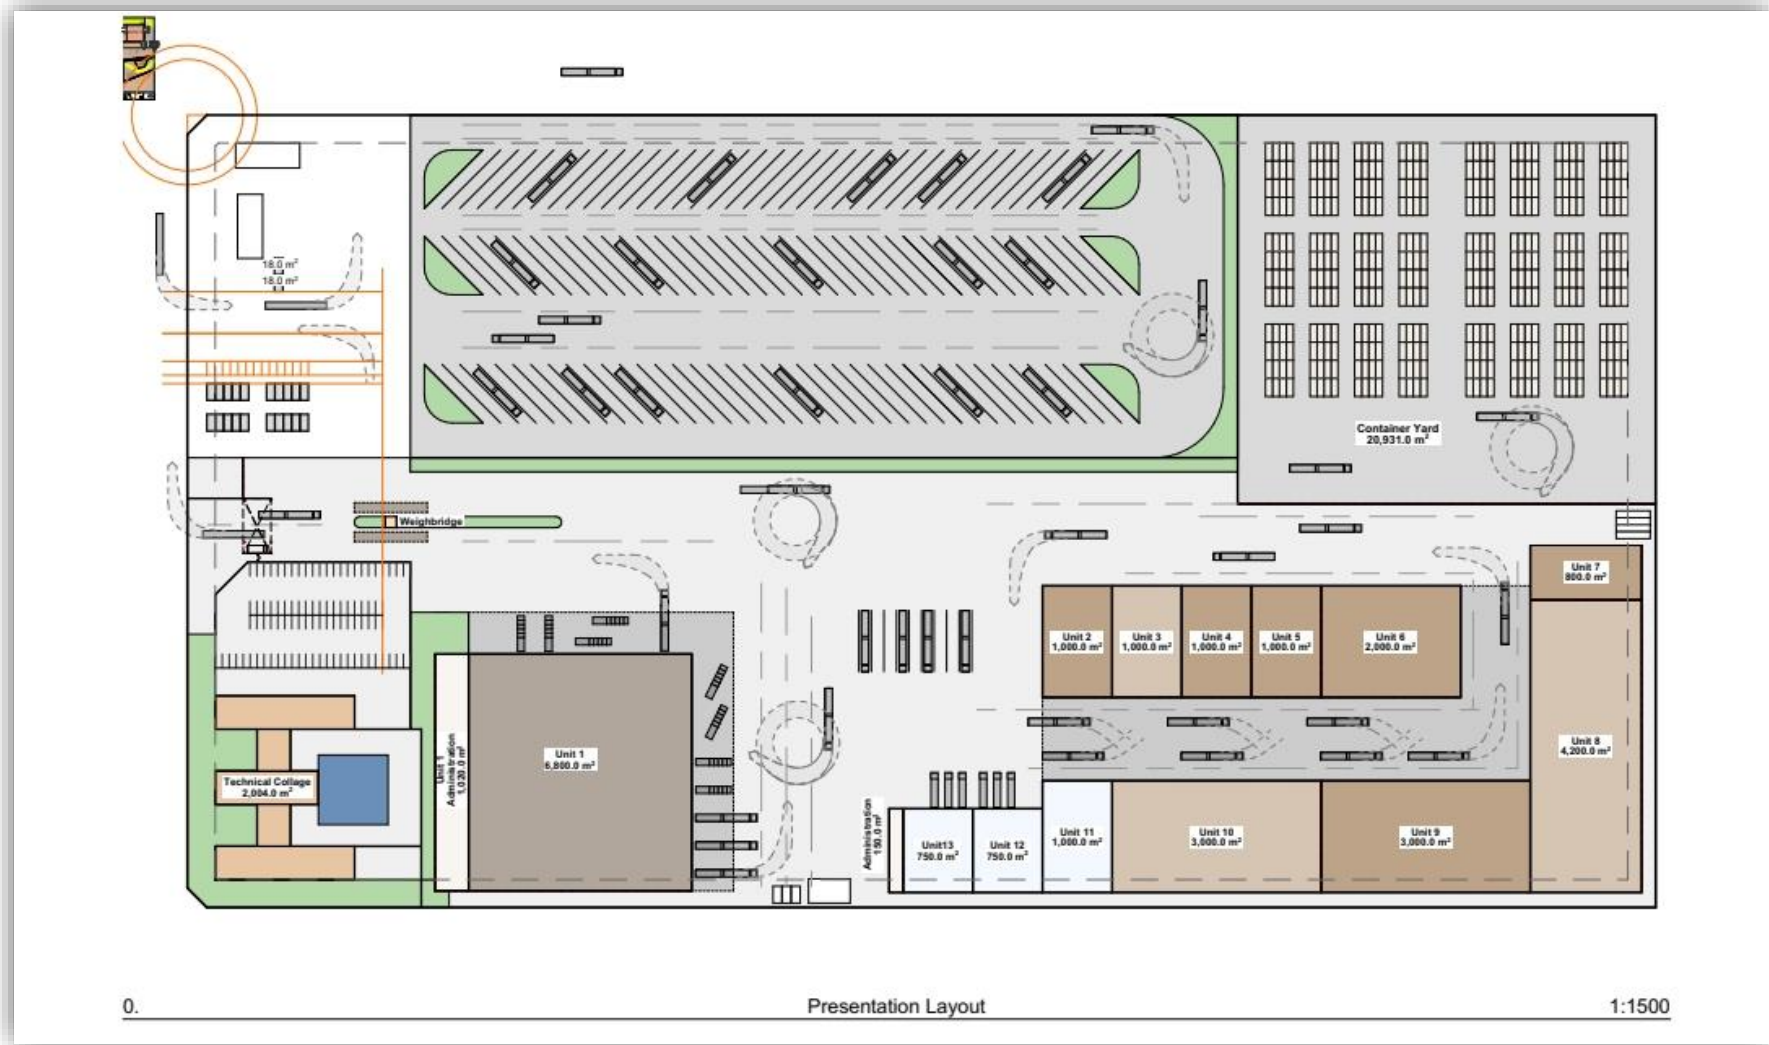 18.0 m²
18.0 m²
Container Yard
20,931.0 m²
Weighbridge
Unit 7
800.0 m²
Unit 2
1,000.0 m²
Unit 3
1,000.0 m²
Unit 4
1,000.0 m²
Unit 5
1,000.0 m²
Unit 6
2,000.0 m²
Unit 8
4,200.0 m²
Unit 1
Administration
1,020.0 m²
Unit 1
6,800.0 m²
Technical Collage
2,004.0 m²
Administration
150.0 m²
Unit13
750.0 m²
Unit 12
750.0 m²
Unit 11
1,000.0 m²
Unit 10
3,000.0 m²
Unit 9
3,000.0 m²
0.
Presentation Layout
1:1500